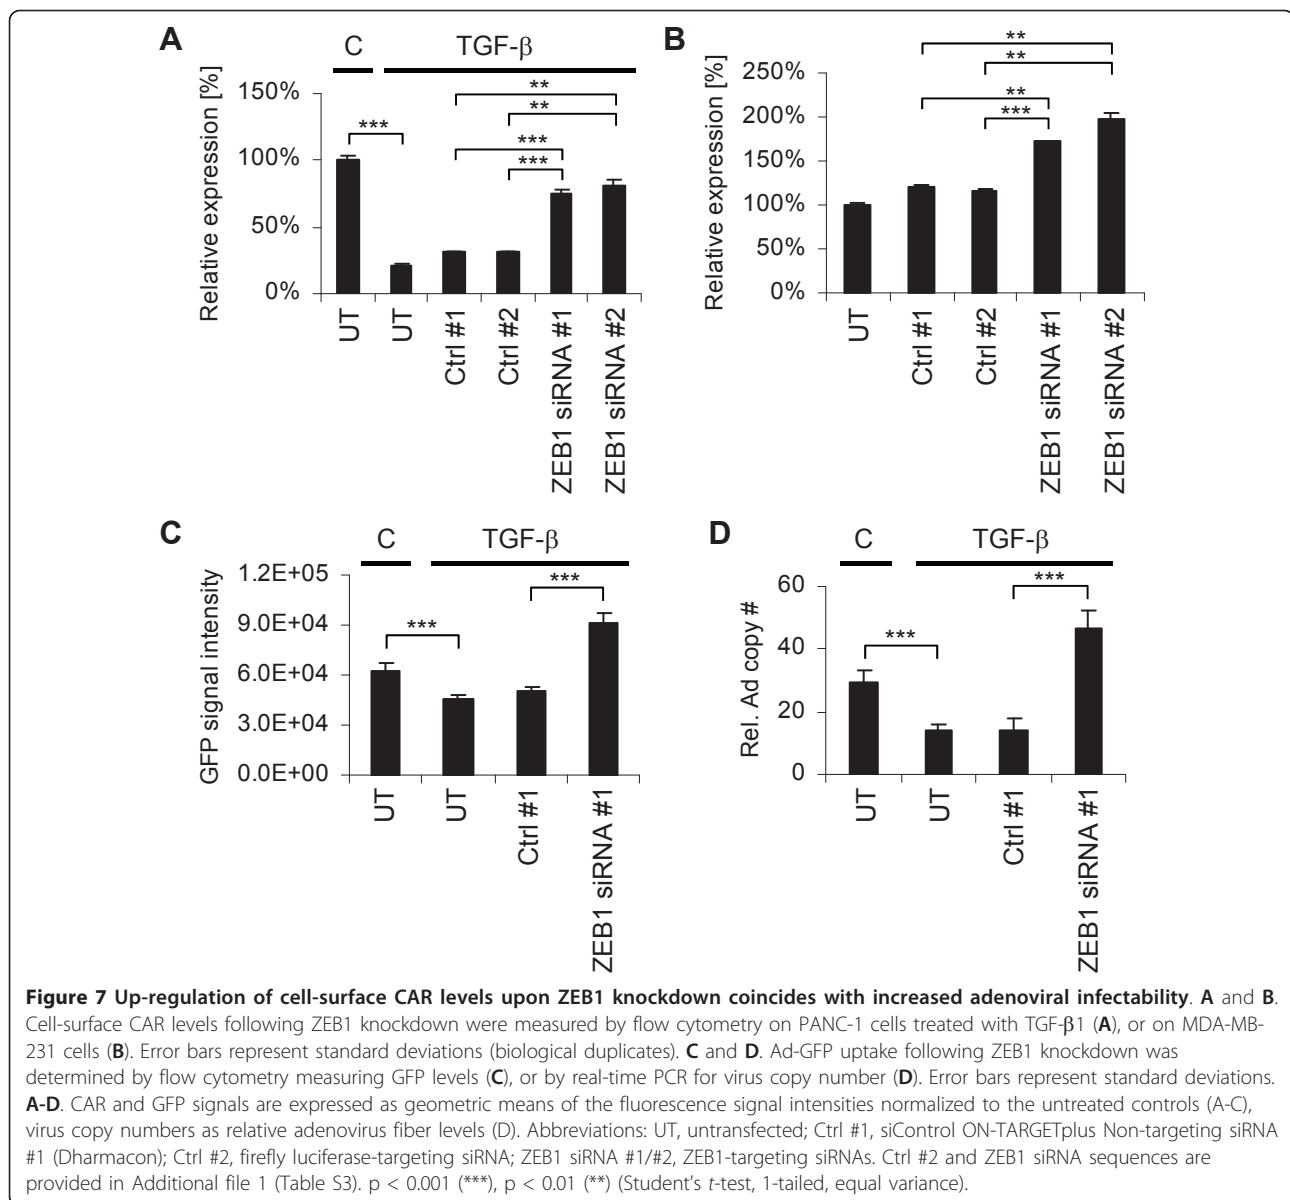 A
C
TGF-β
Relative expression [%]
150%
100%
50%
0%
***
**
**
***
***
UT
UT
Ctrl #1
Ctrl #2
ZEB1 siRNA #1
ZEB1 siRNA #2
B
Relative expression [%]
250%
200%
150%
100%
50%
0%
**
**
**
***
UT
Ctrl #1
Ctrl #2
ZEB1 siRNA #1
ZEB1 siRNA #2
C
C
TGF-β
GFP signal intensity
1.2E+05
9.0E+04
6.0E+04
3.0E+04
0.0E+00
***
***
UT
UT
Ctrl #1
ZEB1 siRNA #1
D
C
TGF-β
Rel. Ad copy #
60
40
20
0
***
***
UT
UT
Ctrl #1
ZEB1 siRNA #1
Figure 7 Up-regulation of cell-surface CAR levels upon ZEB1 knockdown coincides with increased adenoviral infectability. A and B.
Cell-surface CAR levels following ZEB1 knockdown were measured by flow cytometry on PANC-1 cells treated with TGF-β1 (A), or on MDA-MB-
231 cells (B). Error bars represent standard deviations (biological duplicates). C and D. Ad-GFP uptake following ZEB1 knockdown was
determined by flow cytometry measuring GFP levels (C), or by real-time PCR for virus copy number (D). Error bars represent standard deviations.
A-D. CAR and GFP signals are expressed as geometric means of the fluorescence signal intensities normalized to the untreated controls (A-C),
virus copy numbers as relative adenovirus fiber levels (D). Abbreviations: UT, untransfected; Ctrl #1, siControl ON-TARGETplus Non-targeting siRNA
#1 (Dharmacon); Ctrl #2, firefly luciferase-targeting siRNA; ZEB1 siRNA #1/#2, ZEB1-targeting siRNAs. Ctrl #2 and ZEB1 siRNA sequences are
provided in Additional file 1 (Table S3). p < 0.001 (***), p < 0.01 (**) (Student's t-test, 1-tailed, equal variance).